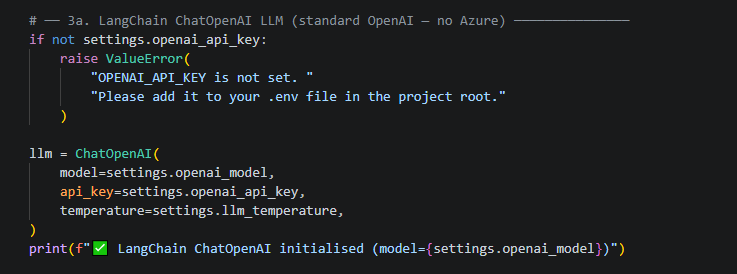 # ── 3a. LangChain ChatOpenAI LLM (standard OpenAI — no Azure) ───────────────
if not settings.openai_api_key:
    raise ValueError(
        "OPENAI_API_KEY is not set. "
        "Please add it to your .env file in the project root."
    )
llm = ChatOpenAI(
    model=settings.openai_model,
    api_key=settings.openai_api_key,
    temperature=settings.llm_temperature,
)
print(f"✅ LangChain ChatOpenAI initialised (model={settings.openai_model})")